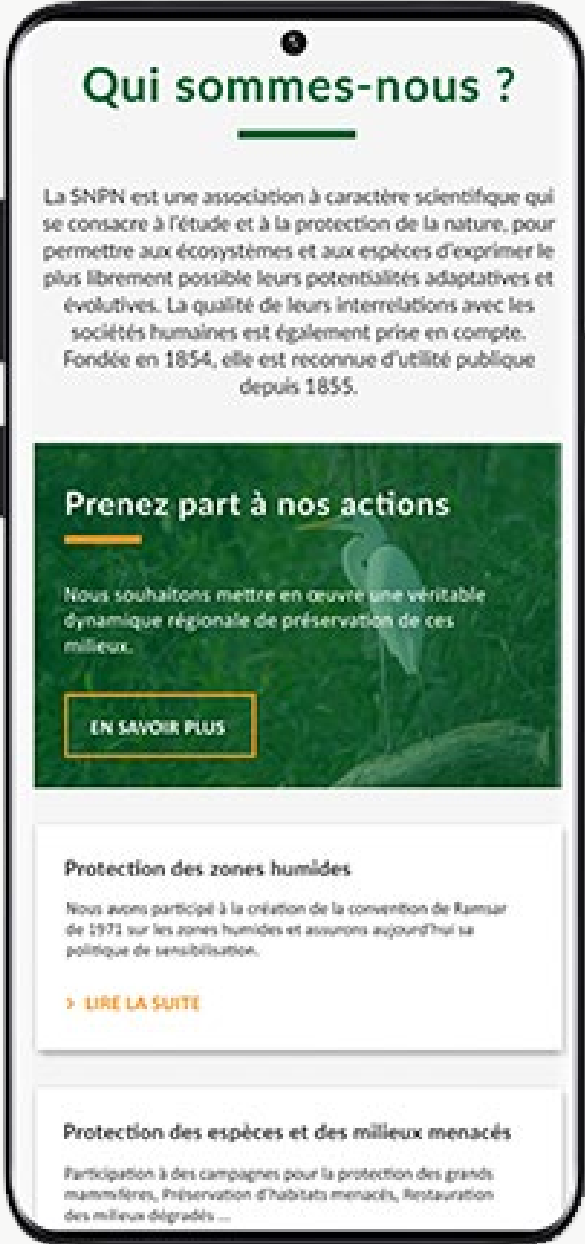 Qui sommes-nous ?
La SNPN est une association à caractère scientifique qui
se consacre à l'étude et à la protection de la nature, pour
permettre aux écosystèmes et aux espèces d'exprimer le
plus librement possible leurs potentialités adaptatives et
évolutives. La qualité de leurs interrelations avec les
sociétés humaines est également prise en compte.
Fondée en 1854, elle est reconnue d'utilité publique
depuis 1855.
Prenez part à nos actions
Nous souhaitons mettre en œuvre une véritable
dynamique régionale de préservation de ces
milieux.
EN SAVOIR PLUS
Protection des zones humides
Nous avons participé à la création de la convention de Ramsar
de 1971 sur les zones humides et assurons aujourd'hui sa
politique de sensibilisation.
> LIRE LA SUITE
Protection des espèces et des milieux menacés
Participation à des campagnes pour la protection des grands
mammifères, Préservation d'habitats menacés, Restauration
des milieux dégradés ...